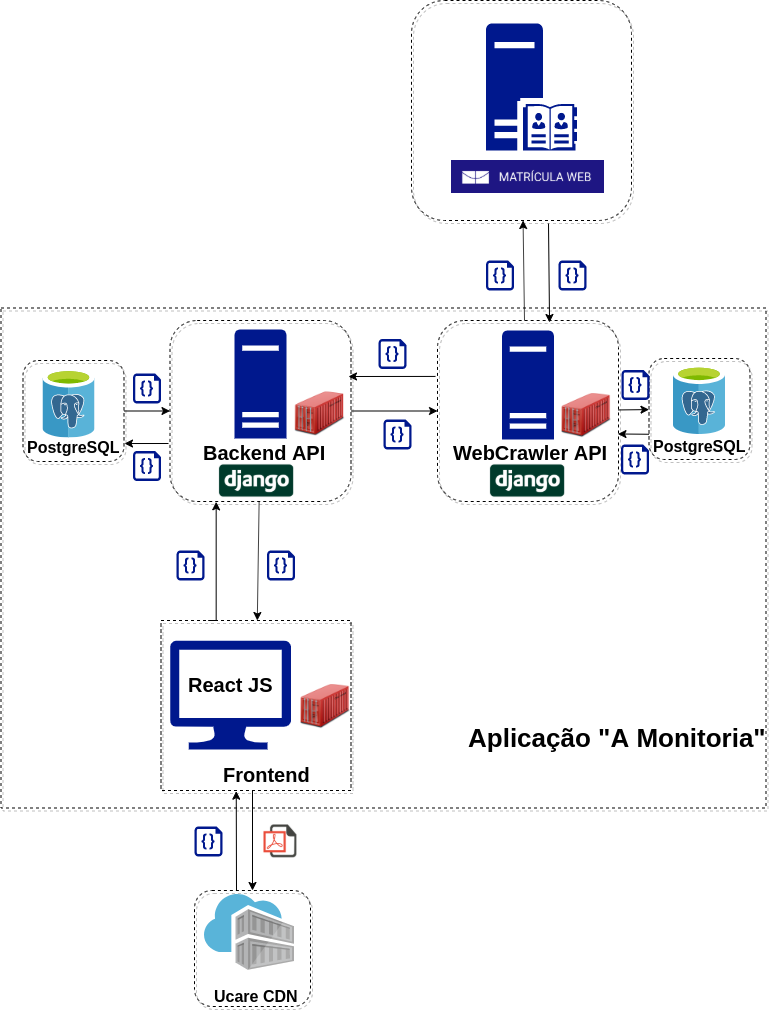 MATRÍCULA WEB
{ }
{ }
{ }
{ }
{ }
{ }
{ }
{ }
PostgreSQL
Backend API
django
WebCrawler API
django
PostgreSQL
{ }
{ }
React JS
Frontend
Aplicação "A Monitoria"
{ }
Ucare CDN